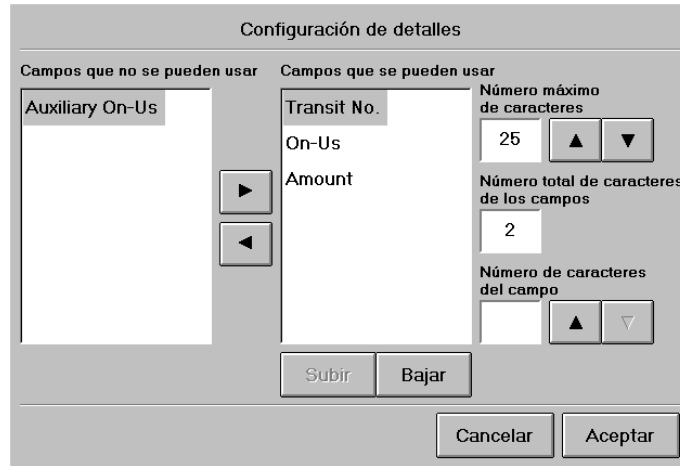 Configuración de detalles
Campos que no se pueden usar
Campos que se pueden usar
Auxiliary On-Us
Transit No.
On-Us
Amount
Número máximo
de caracteres
25
Número total de caracteres
de los campos
2
Número de caracteres
del campo
Subir
Bajar
Cancelar
Aceptar